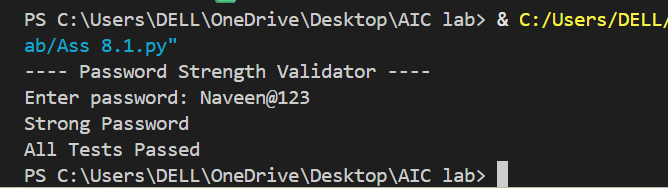 PS C:\Users\DELL\OneDrive\Desktop\AIC lab> & C:/Users/DELL/
ab/Ass 8.1.py"
---- Password Strength Validator ----
Enter password: Naveen@123
Strong Password
All Tests Passed
PS C:\Users\DELL\OneDrive\Desktop\AIC lab>